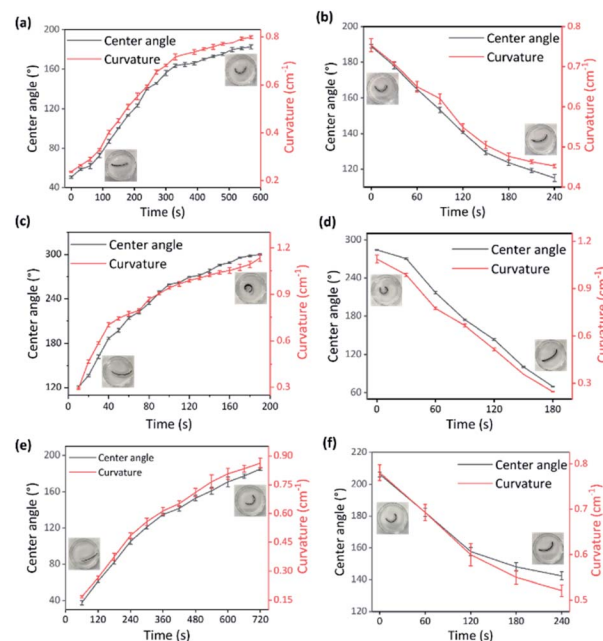 (a)
Center angle
Curvature
Center angle (°)
200
160
120
80
40
Curvature (cm⁻¹)
0.8
0.6
0.4
0.2
0 100 200 300 400 500 600
Time (s)
(b)
Center angle
Curvature
Center angle (°)
200
180
160
140
120
Curvature (cm⁻¹)
0.8
0.7
0.6
0.5
0.4
0 60 120 180 240
Time (s)
(c)
Center angle
Curvature
Center angle (°)
300
240
180
120
Curvature (cm⁻¹)
1.2
0.9
0.6
0.3
0 40 80 120 160 200
Time (s)
(d)
Center angle
Curvature
Center angle (°)
300
240
180
120
60
Curvature (cm⁻¹)
1.2
0.9
0.6
0.3
0 60 120 180
Time (s)
(e)
Center angle
Curvature
Center angle (°)
200
160
120
80
40
Curvature (cm⁻¹)
0.90
0.75
0.60
0.45
0.30
0.15
0 120 240 360 480 600 720
Time (s)
(f)
Center angle
Curvature
Center angle (°)
220
200
180
160
140
Curvature (cm⁻¹)
0.8
0.7
0.6
0.5
0 60 120 180 240
Time (s)